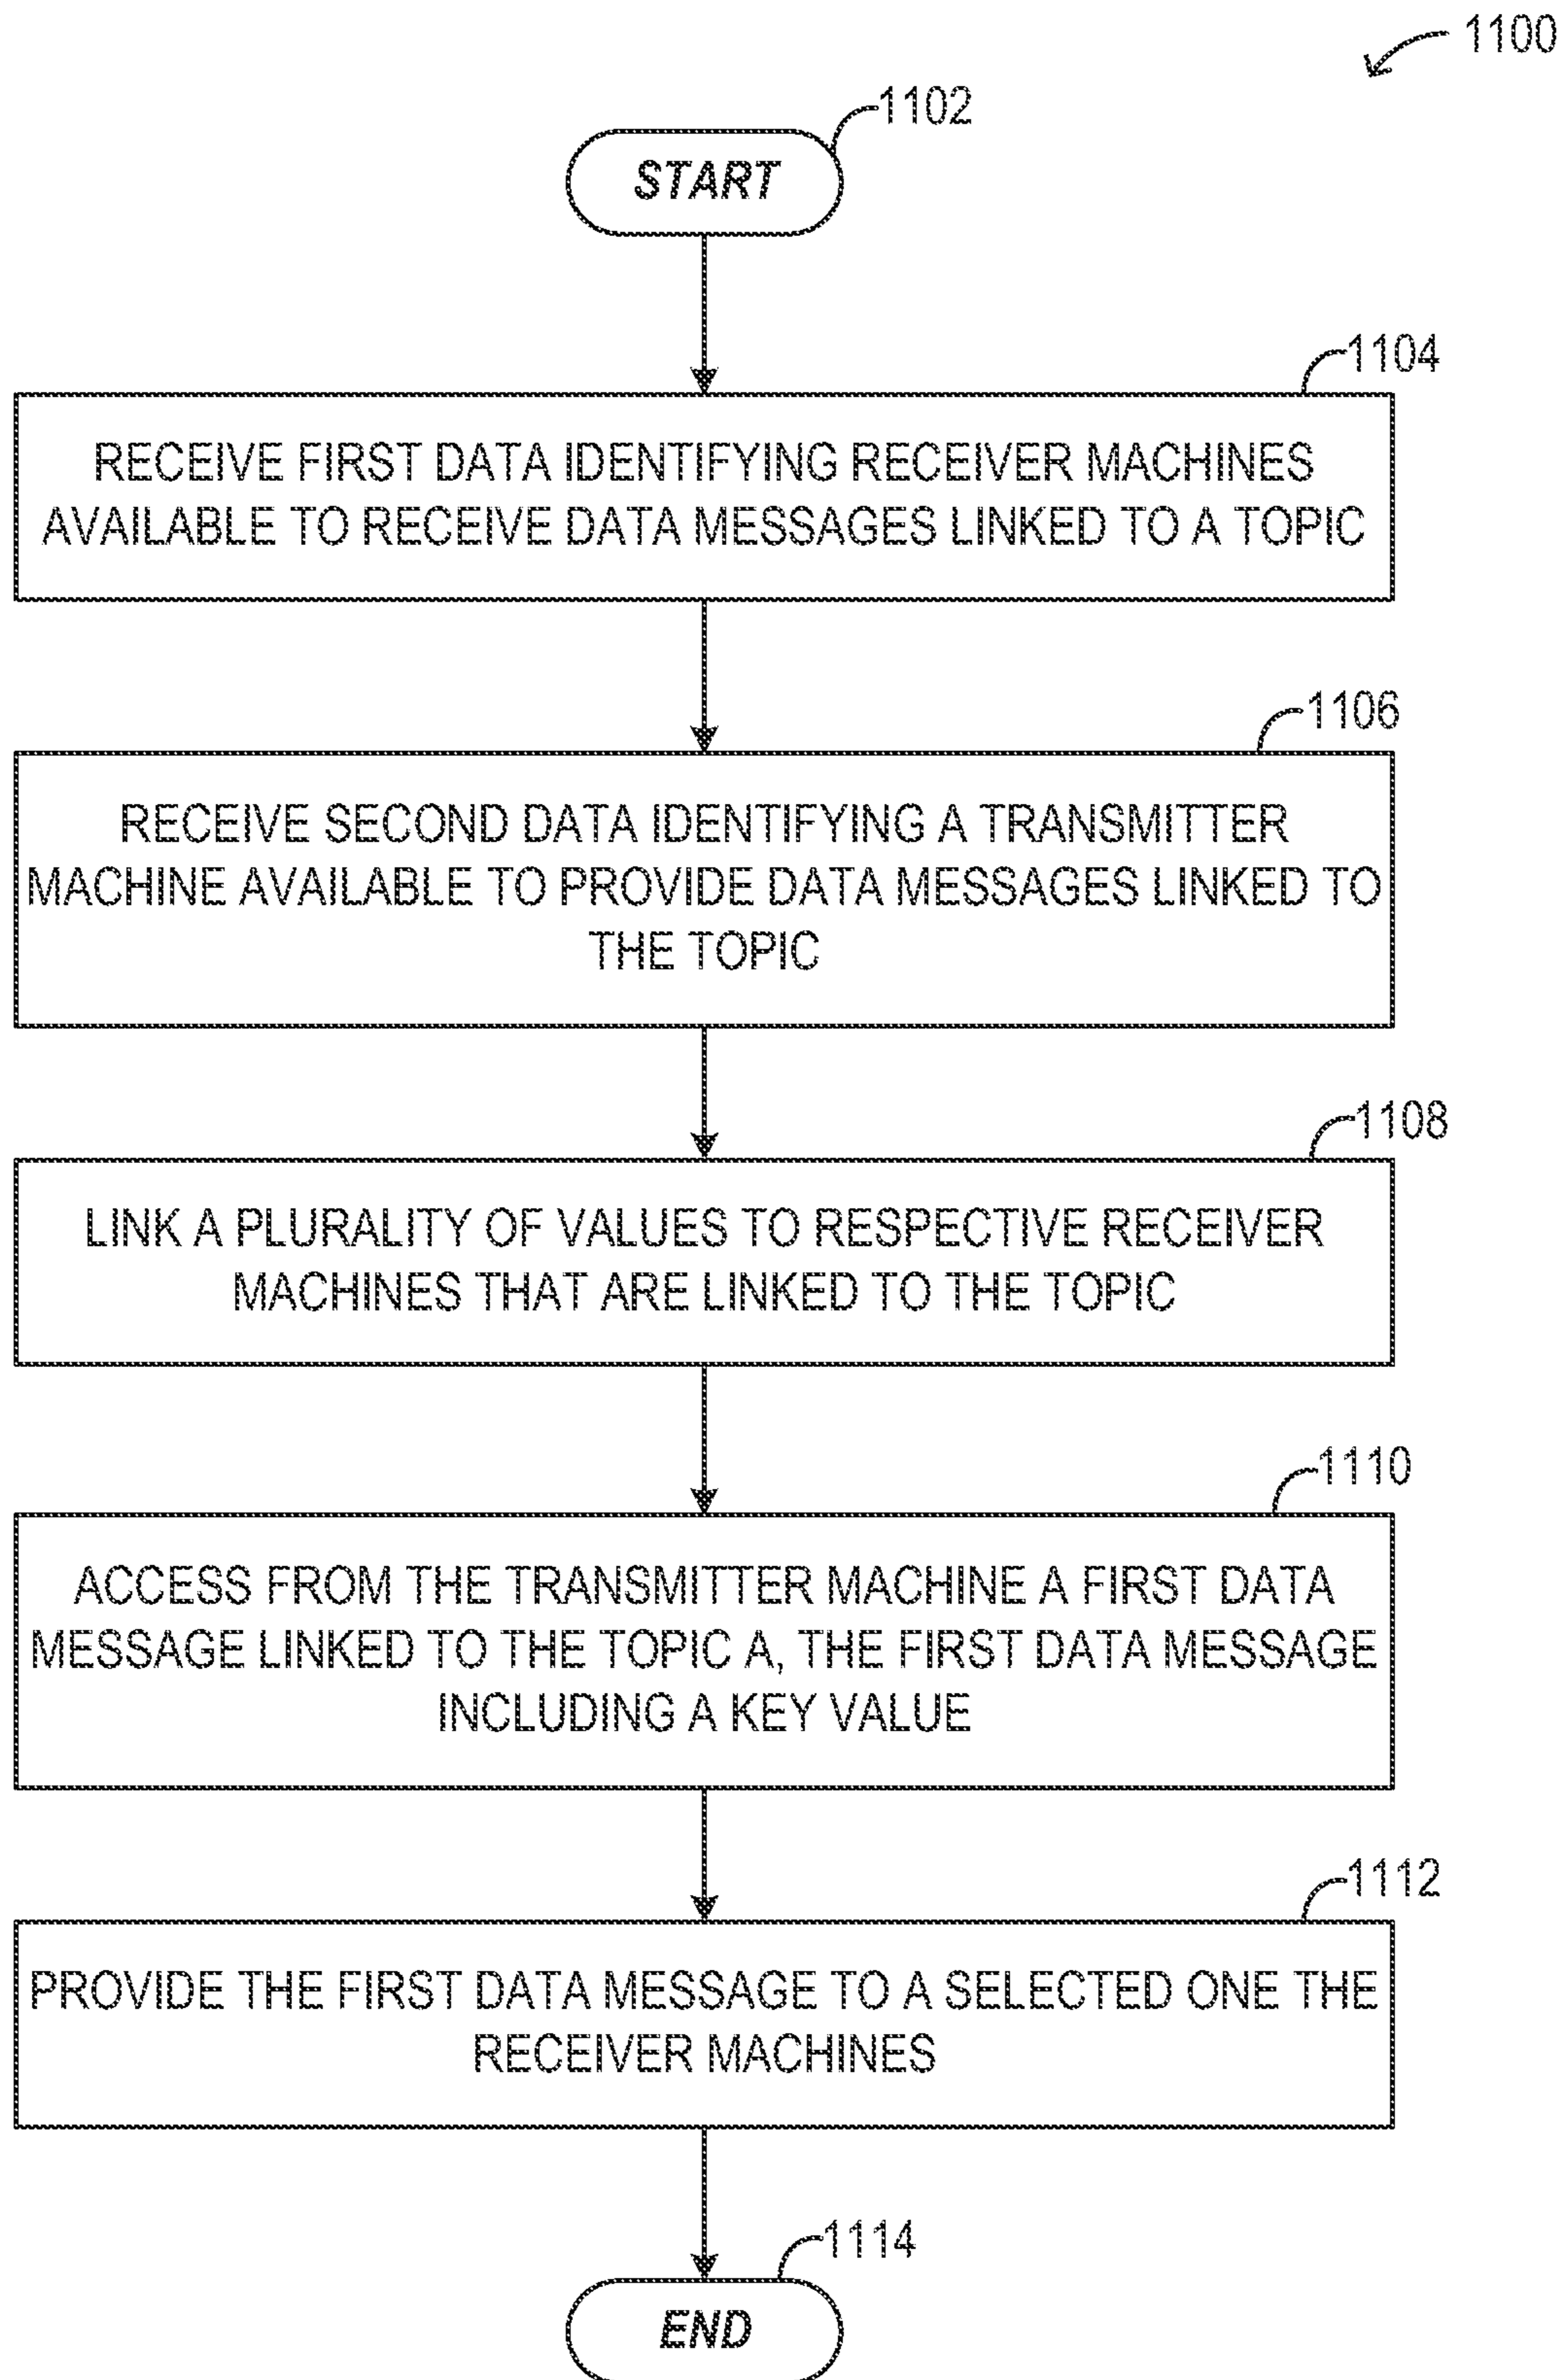 1100
1102
START
1104
RECEIVE FIRST DATA IDENTIFYING RECEIVER MACHINES
AVAILABLE TO RECEIVE DATA MESSAGES LINKED TO A TOPIC
1106
RECEIVE SECOND DATA IDENTIFYING A TRANSMITTER
MACHINE AVAILABLE TO PROVIDE DATA MESSAGES LINKED TO
THE TOPIC
1108
LINK A PLURALITY OF VALUES TO RESPECTIVE RECEIVER
MACHINES THAT ARE LINKED TO THE TOPIC
1110
ACCESS FROM THE TRANSMITTER MACHINE A FIRST DATA
MESSAGE LINKED TO THE TOPIC A, THE FIRST DATA MESSAGE
INCLUDING A KEY VALUE
1112
PROVIDE THE FIRST DATA MESSAGE TO A SELECTED ONE THE
RECEIVER MACHINES
1114
END